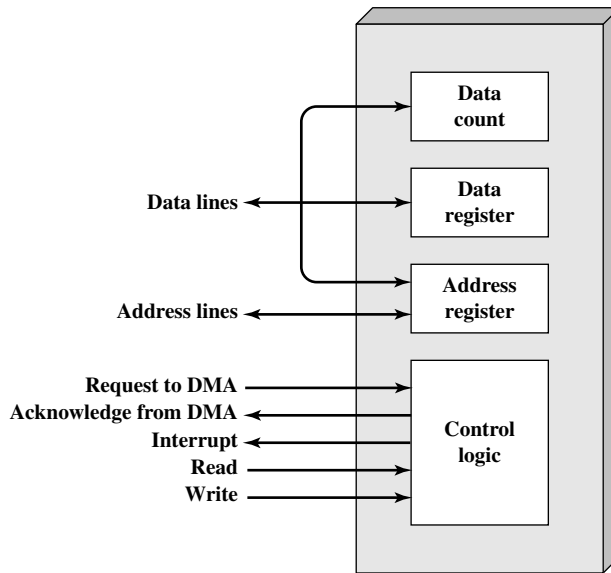 Data
count
Data lines
Data
register
Address
register
Address lines
Request to DMA
Acknowledge from DMA
Interrupt
Read
Write
Control
logic